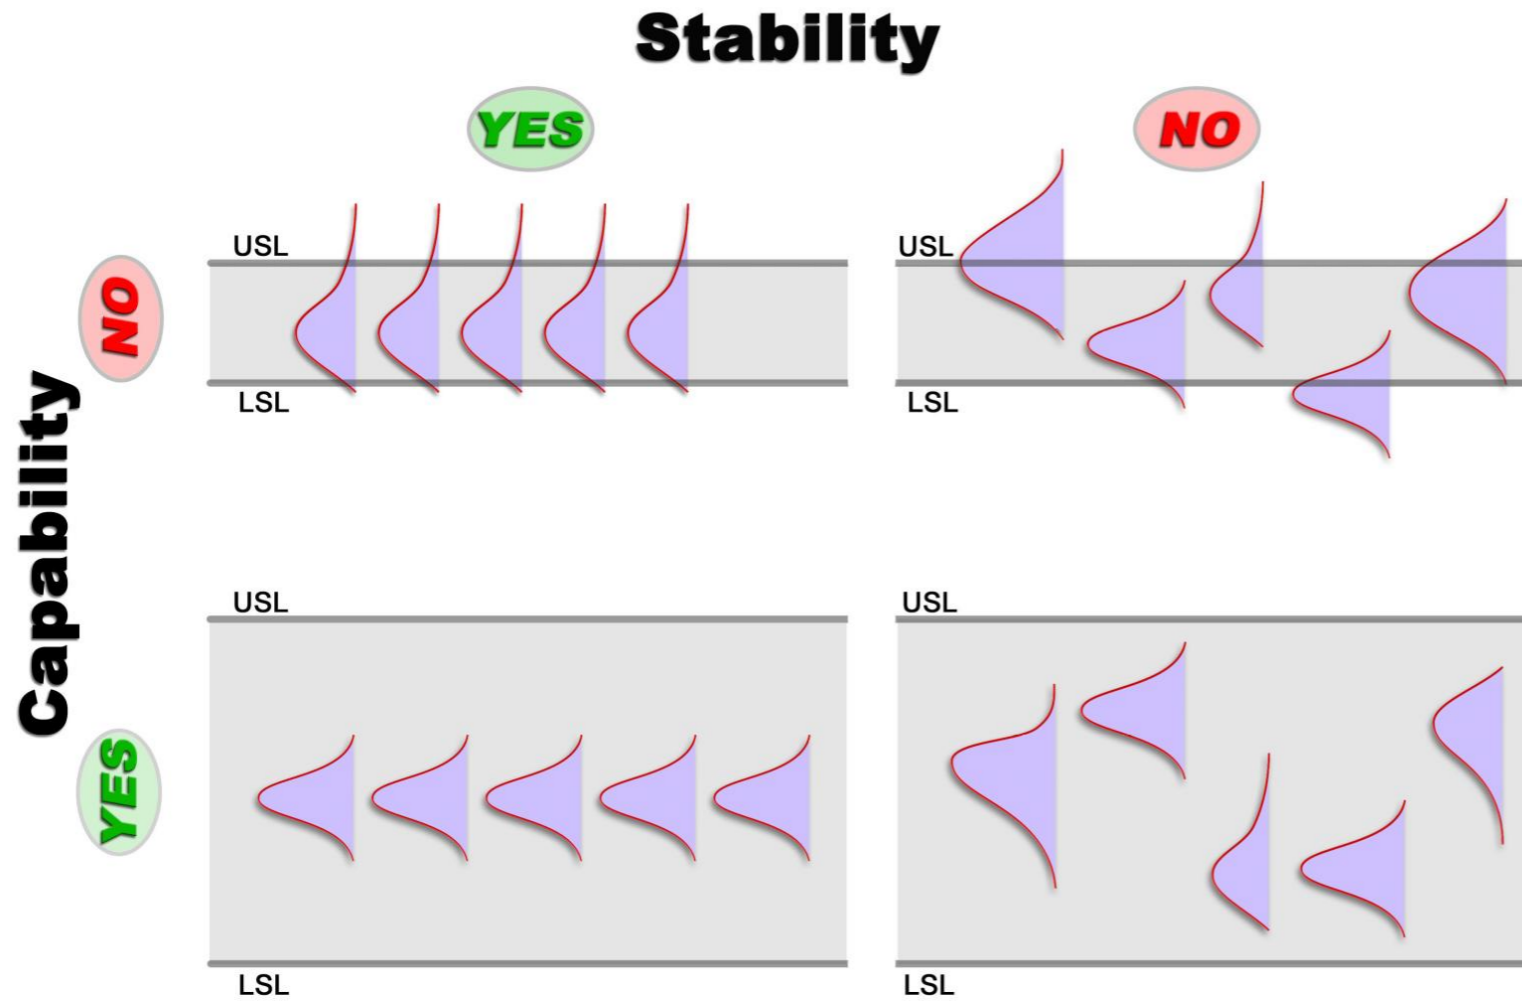 Stability
YES
NO
USL
USL
NO
LSL
LSL
Capability
USL
USL
YES
LSL
LSL